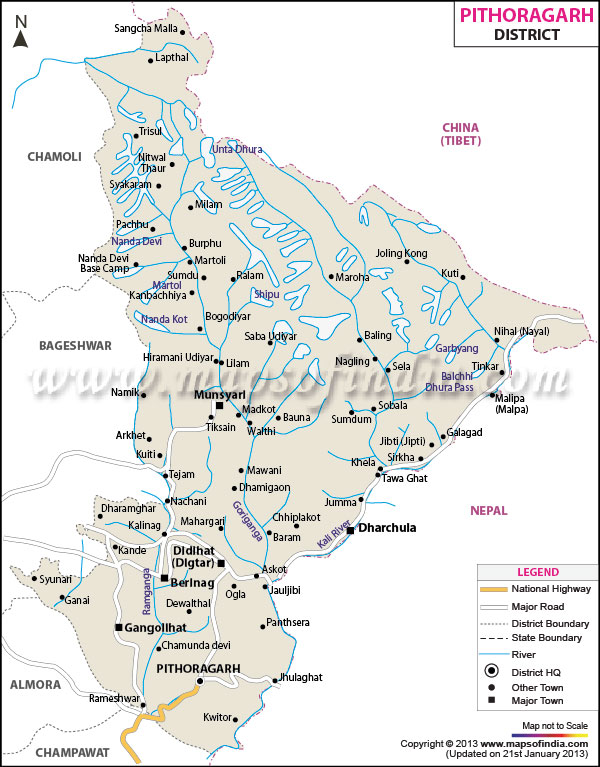 N
PITHORAGARH
DISTRICT
Sangcha Malla
Lapthal
CHINA
(TIBET)
Trisul
Unta Dhura
CHAMOLI
Nitwal
Thaur
Syakaram
Milam
Pachhu
Nanda Devi
Burphu
Nanda Devi
Base Camp
Martoli
Joling Kong
Sumdu
Ralam
Maroha
Kuti
Martol
Kanbachhiya
Shipu
Nanda Kot
Bogodiyar
Saba Udiyar
Baling
Nihal (Nayal)
BAGESHWAR
Garbyang
Hiramani Udiyar
Lilam
Nagling
Sela
Tinkar
Balchhi
Dhura Pass
www.mapsofindia.com
Namik
Munsyari
Malipa
(Malpa)
Madkot
Sobala
Tiksain
Walthi
Bauna
Sumdum
Arkhet
Jibti (Jipti)
Galagad
Kuiti
Sirkha
Khela
Mawani
Tejam
Tawa Ghat
Dhamigaon
Nachani
Jumma
NEPAL
Dharamghar
Goriganga
Kalinag
Mahargari
Chhiplakot
Kali River
Dharchula
Baram
Kande
Didihat
(Digtar)
Askot
Syunari
Berinag
Ramganga
Ogla
Jauljibi
Ganai
Dewalthal
Gangolihat
Panthsera
Chamunda devi
PITHORAGARH
Jhulaghat
ALMORA
Rameshwar
Kwitor
CHAMPAWAT
LEGEND
National Highway
Major Road
District Boundary
State Boundary
River
District HQ
Other Town
Major Town
Map not to Scale
Copyright © 2013 www.mapsofindia.com
(Updated on 21st January 2013)